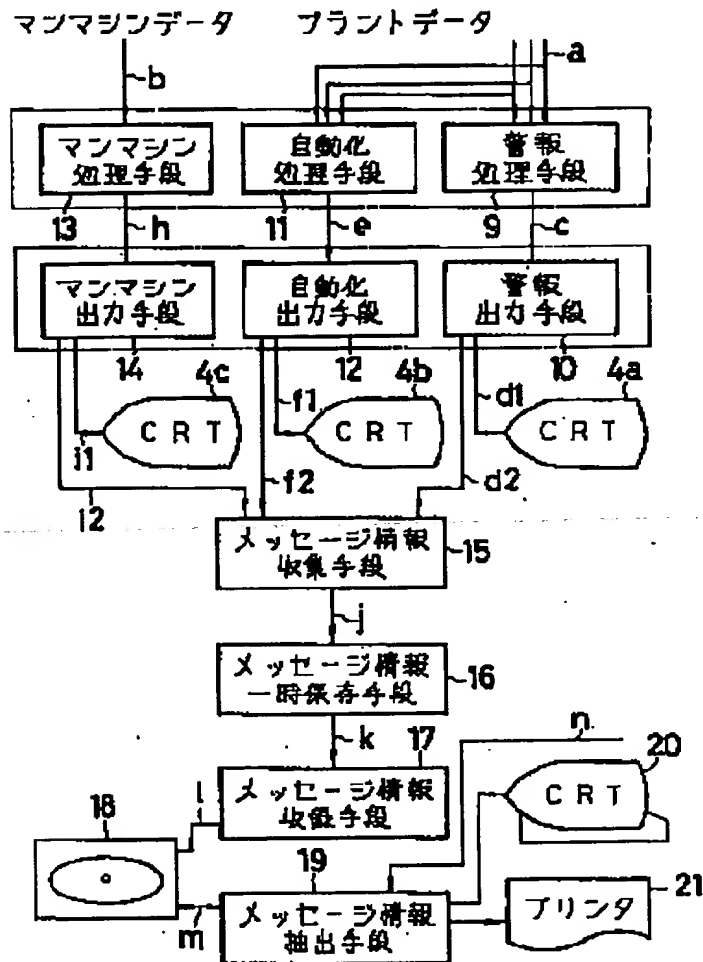 マンマシンデータ プラントデータ
b
a
マンマシン
処理手段
自動化
処理手段
警報
処理手段
13
11
9
h
e
c
マンマシン
出力手段
自動化
出力手段
警報
出力手段
14
12
10
4c
4b
4a
i1
f1
d1
CRT
CRT
CRT
i2
f2
d2
メッセージ情報
収集手段
15
j
メッセージ情報
一時保存手段
16
k
17
n
20
メッセージ情報
収録手段
CRT
18
l
19
21
m
メッセージ情報
抽出手段
プリンタ